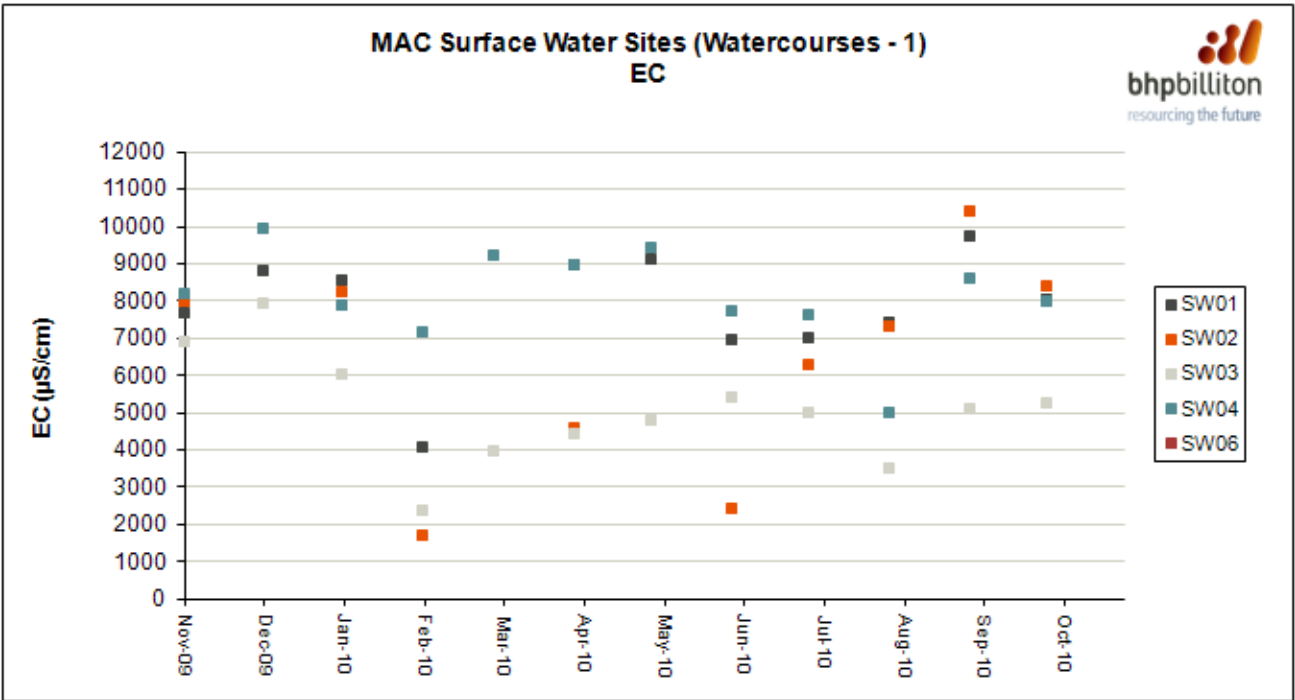 MAC Surface Water Sites (Watercourses - 1)
EC
bhpbilliton
resourcing the future
12000
11000
10000
9000
8000
7000
6000
5000
4000
3000
2000
1000
0
EC (µS/cm)
Nov-09
Dec-09
Jan-10
Feb-10
Mar-10
Apr-10
May-10
Jun-10
Jul-10
Aug-10
Sep-10
Oct-10
SW01
SW02
SW03
SW04
SW06